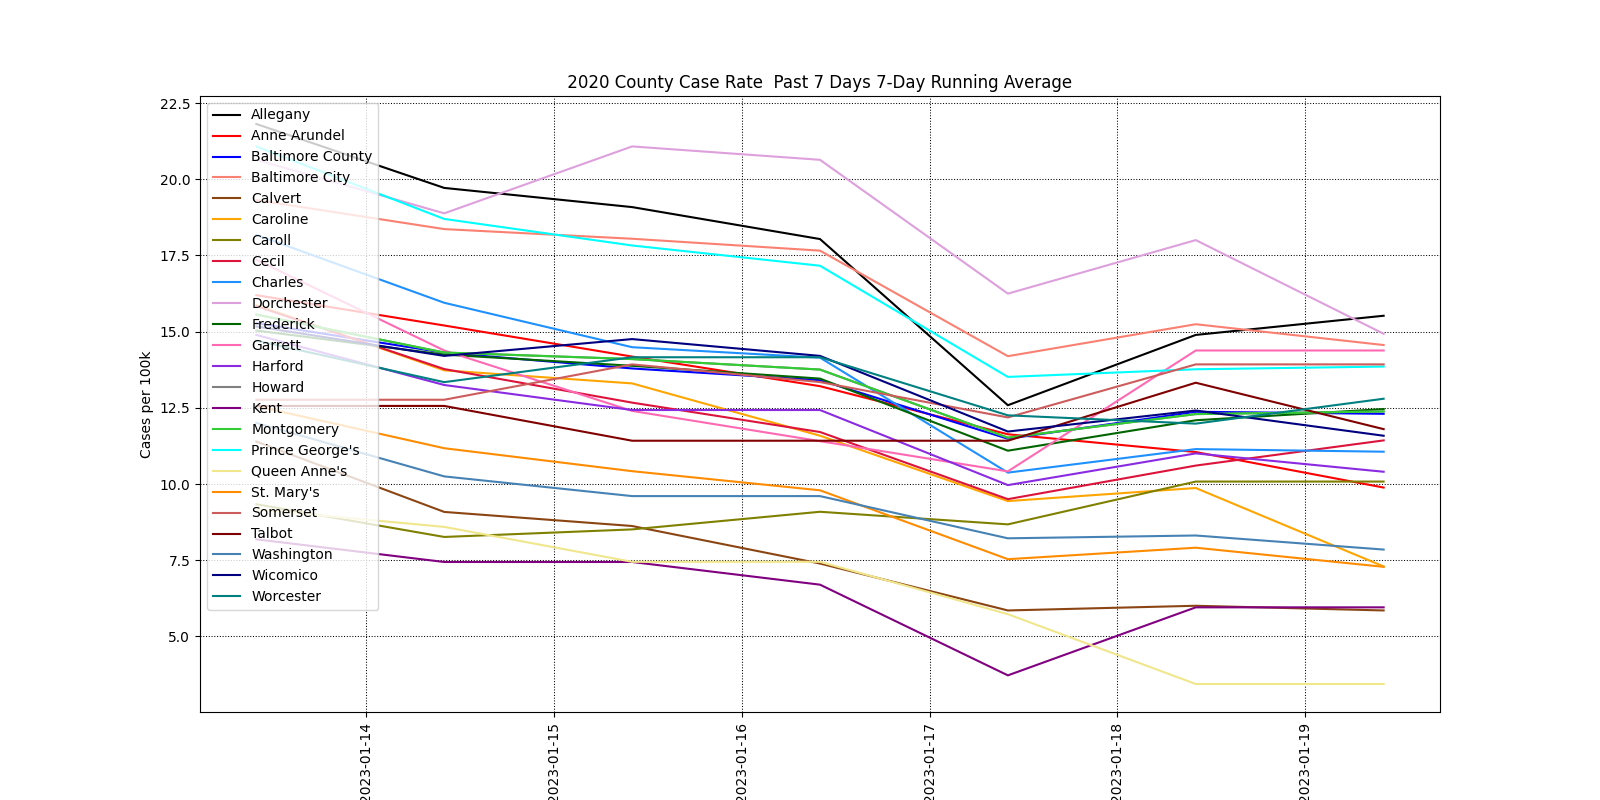 2020 County Case Rate  Past 7 Days 7-Day Running Average
Cases per 100k
22.5
20.0
17.5
15.0
12.5
10.0
7.5
5.0
Allegany
Anne Arundel
Baltimore County
Baltimore City
Calvert
Caroline
Caroll
Cecil
Charles
Dorchester
Frederick
Garrett
Harford
Howard
Kent
Montgomery
Prince George's
Queen Anne's
St. Mary's
Somerset
Talbot
Washington
Wicomico
Worcester
2023-01-14
2023-01-15
2023-01-16
2023-01-17
2023-01-18
2023-01-19